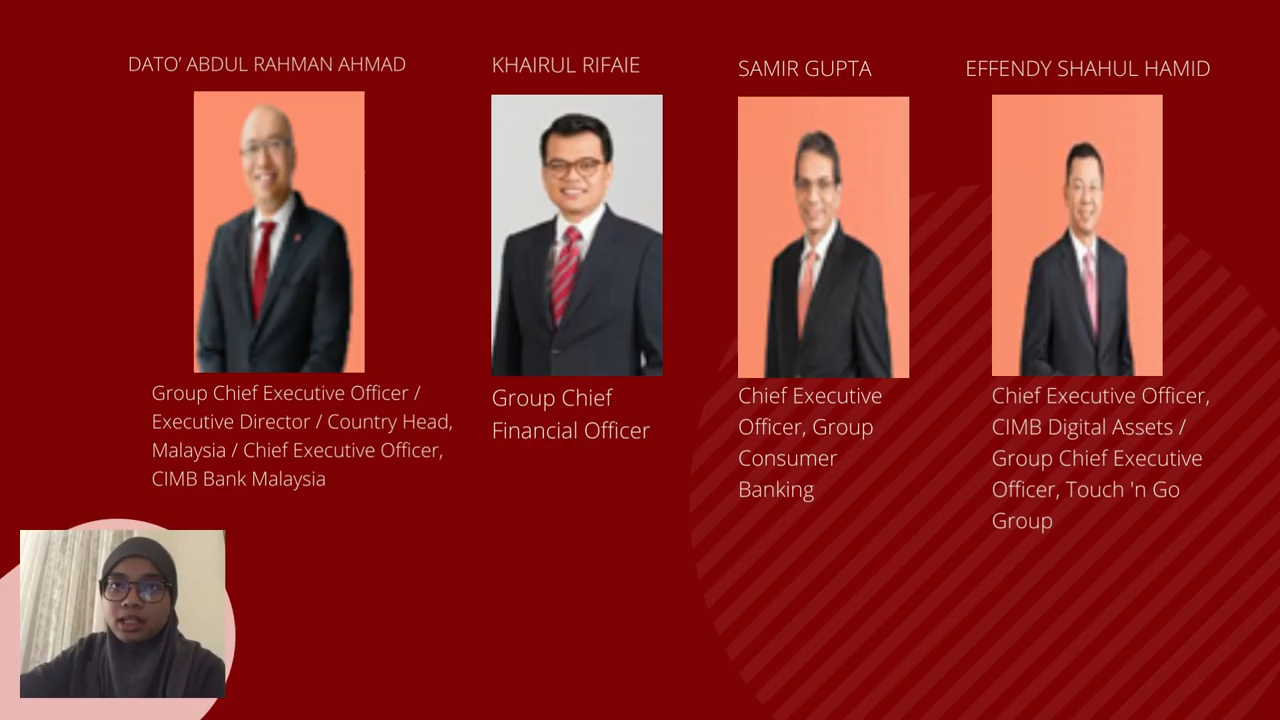 DATO’ ABDUL RAHMAN AHMAD
KHAIRUL RIFAIE
SAMIR GUPTA
EFFENDY SHAHUL HAMID
Group Chief Executive Officer /
Executive Director / Country Head,
Malaysia / Chief Executive Officer,
CIMB Bank Malaysia
Group Chief
Financial Officer
Chief Executive
Officer, Group
Consumer
Banking
Chief Executive Officer,
CIMB Digital Assets /
Group Chief Executive
Officer, Touch 'n Go
Group